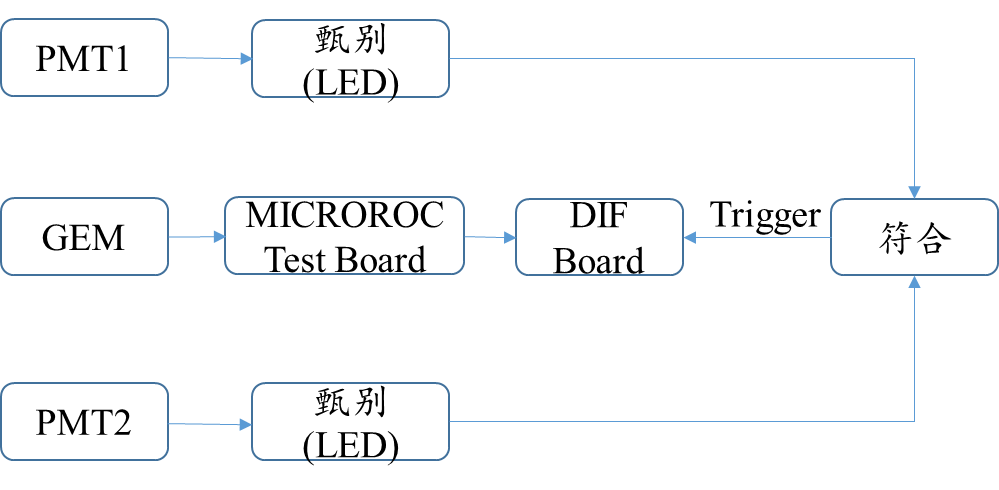 PMT1
甄别
(LED)
GEM
MICROROC
Test Board
DIF
Board
Trigger
符合
PMT2
甄别
(LED)